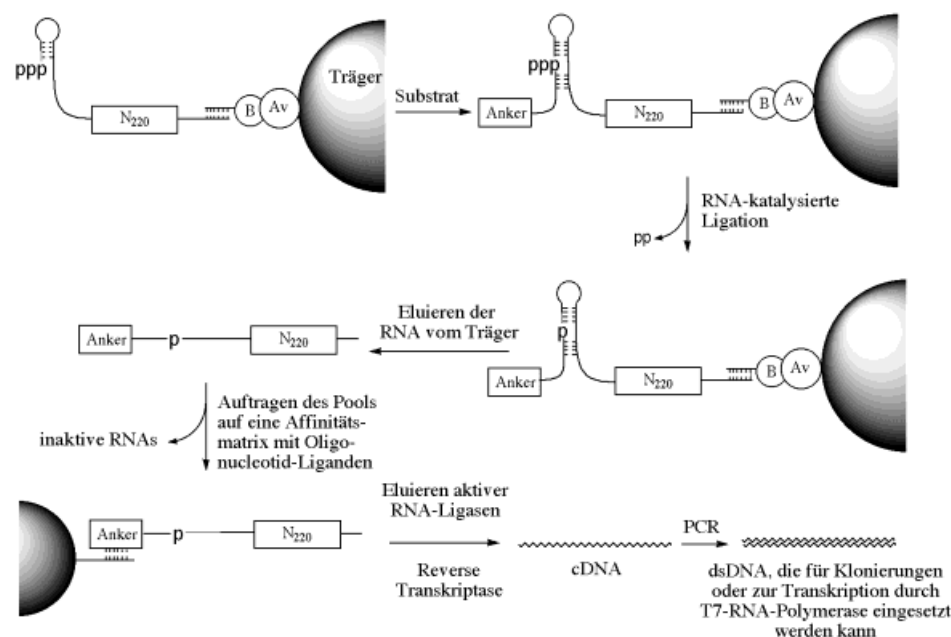 ppp
N220
B
Av
Träger
Substrat
ppp
Anker
N220
B
Av
RNA-katalysierte
Ligation
pp
Anker
p
N220
Eluieren der
RNA vom Träger
p
Anker
N220
B
Av
inaktive RNAs
Auftragen des Pools
auf eine Affinitäts-
matrix mit Oligo-
nucleotid-Liganden
Anker
p
N220
Eluieren aktiver
RNA-Ligasen
Reverse
Transkriptase
cDNA
PCR
dsDNA, die für Klonierungen
oder zur Transkription durch
T7-RNA-Polymerase eingesetzt
werden kann